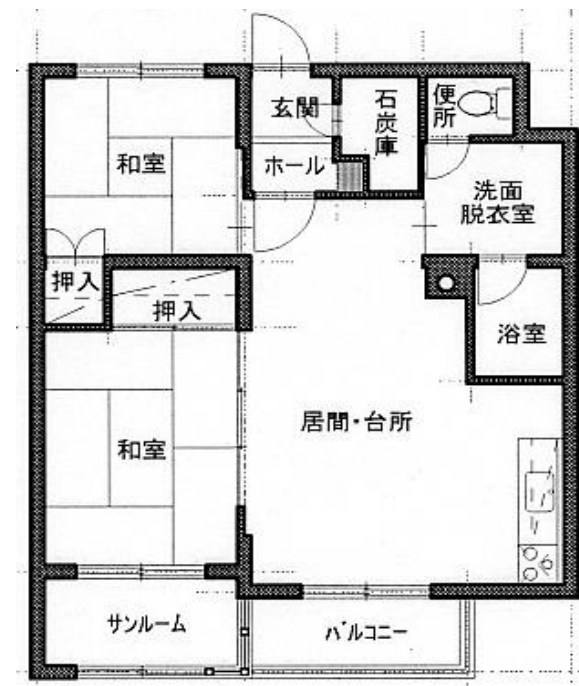 玄関
石炭庫
便所
和室
ホール
洗面
脱衣室
押入
押入
浴室
居間・台所
和室
サンルーム
バルコニー